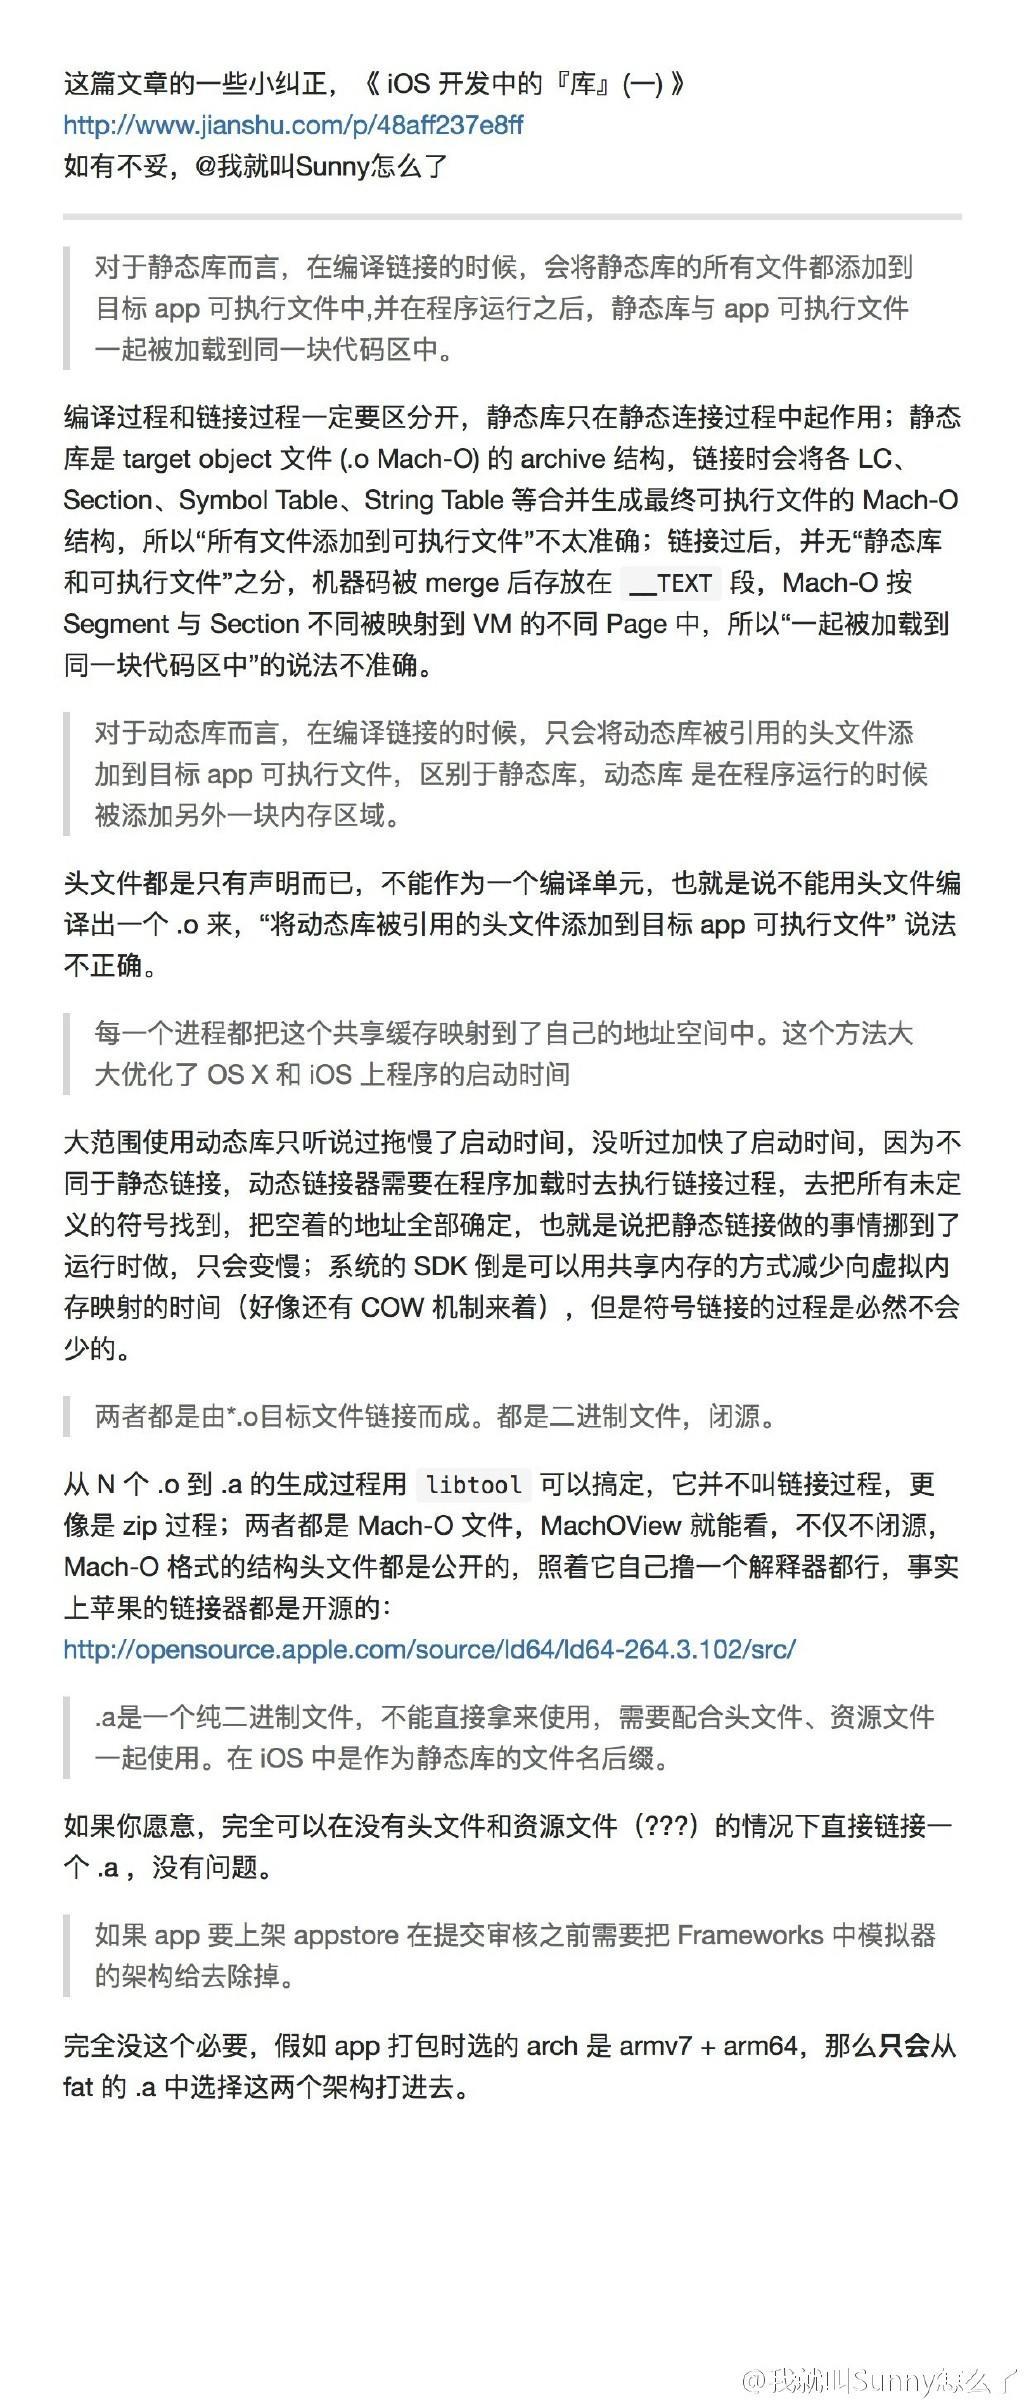 这篇文章的一些小纠正，《 iOS 开发中的『库』(一) 》
http://www.jianshu.com/p/48aff237e8ff
如有不妥，@我就叫Sunny怎么了
对于静态库而言，在编译链接的时候，会将静态库的所有文件都添加到
目标 app 可执行文件中,并在程序运行之后，静态库与 app 可执行文件
一起被加载到同一块代码区中。
编译过程和链接过程一定要区分开，静态库只在静态连接过程中起作用；静态
库是 target object 文件 (.o Mach-O) 的 archive 结构，链接时会将各 LC、
Section、Symbol Table、String Table 等合并生成最终可执行文件的 Mach-O
结构，所以“所有文件添加到可执行文件”不太准确；链接过后，并无“静态库
和可执行文件”之分，机器码被 merge 后存放在 __TEXT 段，Mach-O 按
Segment 与 Section 不同被映射到 VM 的不同 Page 中，所以“一起被加载到
同一块代码区中”的说法不准确。
对于动态库而言，在编译链接的时候，只会将动态库被引用的头文件添
加到目标 app 可执行文件，区别于静态库，动态库 是在程序运行的时候
被添加另外一块内存区域。
头文件都是只有声明而已，不能作为一个编译单元，也就是说不能用头文件编
译出一个 .o 来，“将动态库被引用的头文件添加到目标 app 可执行文件” 说法
不正确。
每一个进程都把这个共享缓存映射到了自己的地址空间中。这个方法大
大优化了 OS X 和 iOS 上程序的启动时间
大范围使用动态库只听说过拖慢了启动时间，没听过加快了启动时间，因为不
同于静态链接，动态链接器需要在程序加载时去执行链接过程，去把所有未定
义的符号找到，把空着的地址全部确定，也就是说把静态链接做的事情挪到了
运行时做，只会变慢；系统的 SDK 倒是可以用共享内存的方式减少向虚拟内
存映射的时间（好像还有 COW 机制来着），但是符号链接的过程是必然不会
少的。
两者都是由*.o目标文件链接而成。都是二进制文件，闭源。
从 N 个 .o 到 .a 的生成过程用 libtool 可以搞定，它并不叫链接过程，更
像是 zip 过程；两者都是 Mach-O 文件，MachOView 就能看，不仅不闭源，
Mach-O 格式的结构头文件都是公开的，照着它自己撸一个解释器都行，事实
上苹果的链接器都是开源的：
http://opensource.apple.com/source/ld64/ld64-264.3.102/src/
.a是一个纯二进制文件，不能直接拿来使用，需要配合头文件、资源文件
一起使用。在 iOS 中是作为静态库的文件名后缀。
如果你愿意，完全可以在没有头文件和资源文件（???）的情况下直接链接一
个 .a ，没有问题。
如果 app 要上架 appstore 在提交审核之前需要把 Frameworks 中模拟器
的架构给去除掉。
完全没这个必要，假如 app 打包时选的 arch 是 armv7 + arm64，那么只会从
fat 的 .a 中选择这两个架构打进去。
@我就叫Sunny怎么了